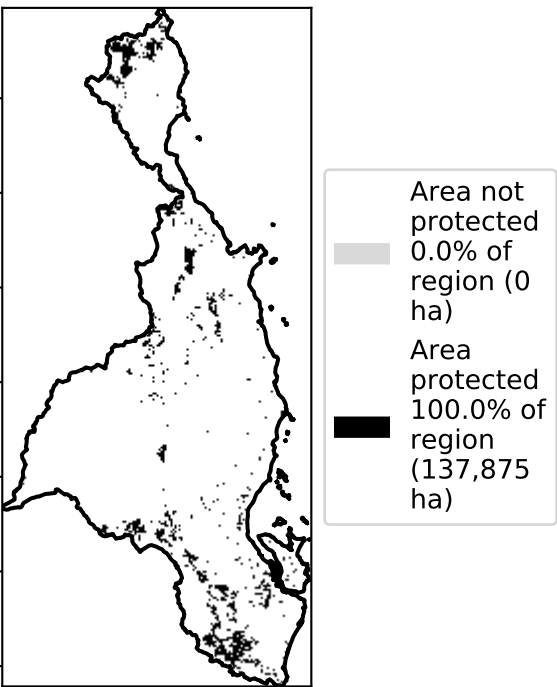 Area not
protected
0.0% of
region (0
ha)
Area
protected
100.0% of
region
(137,875
ha)